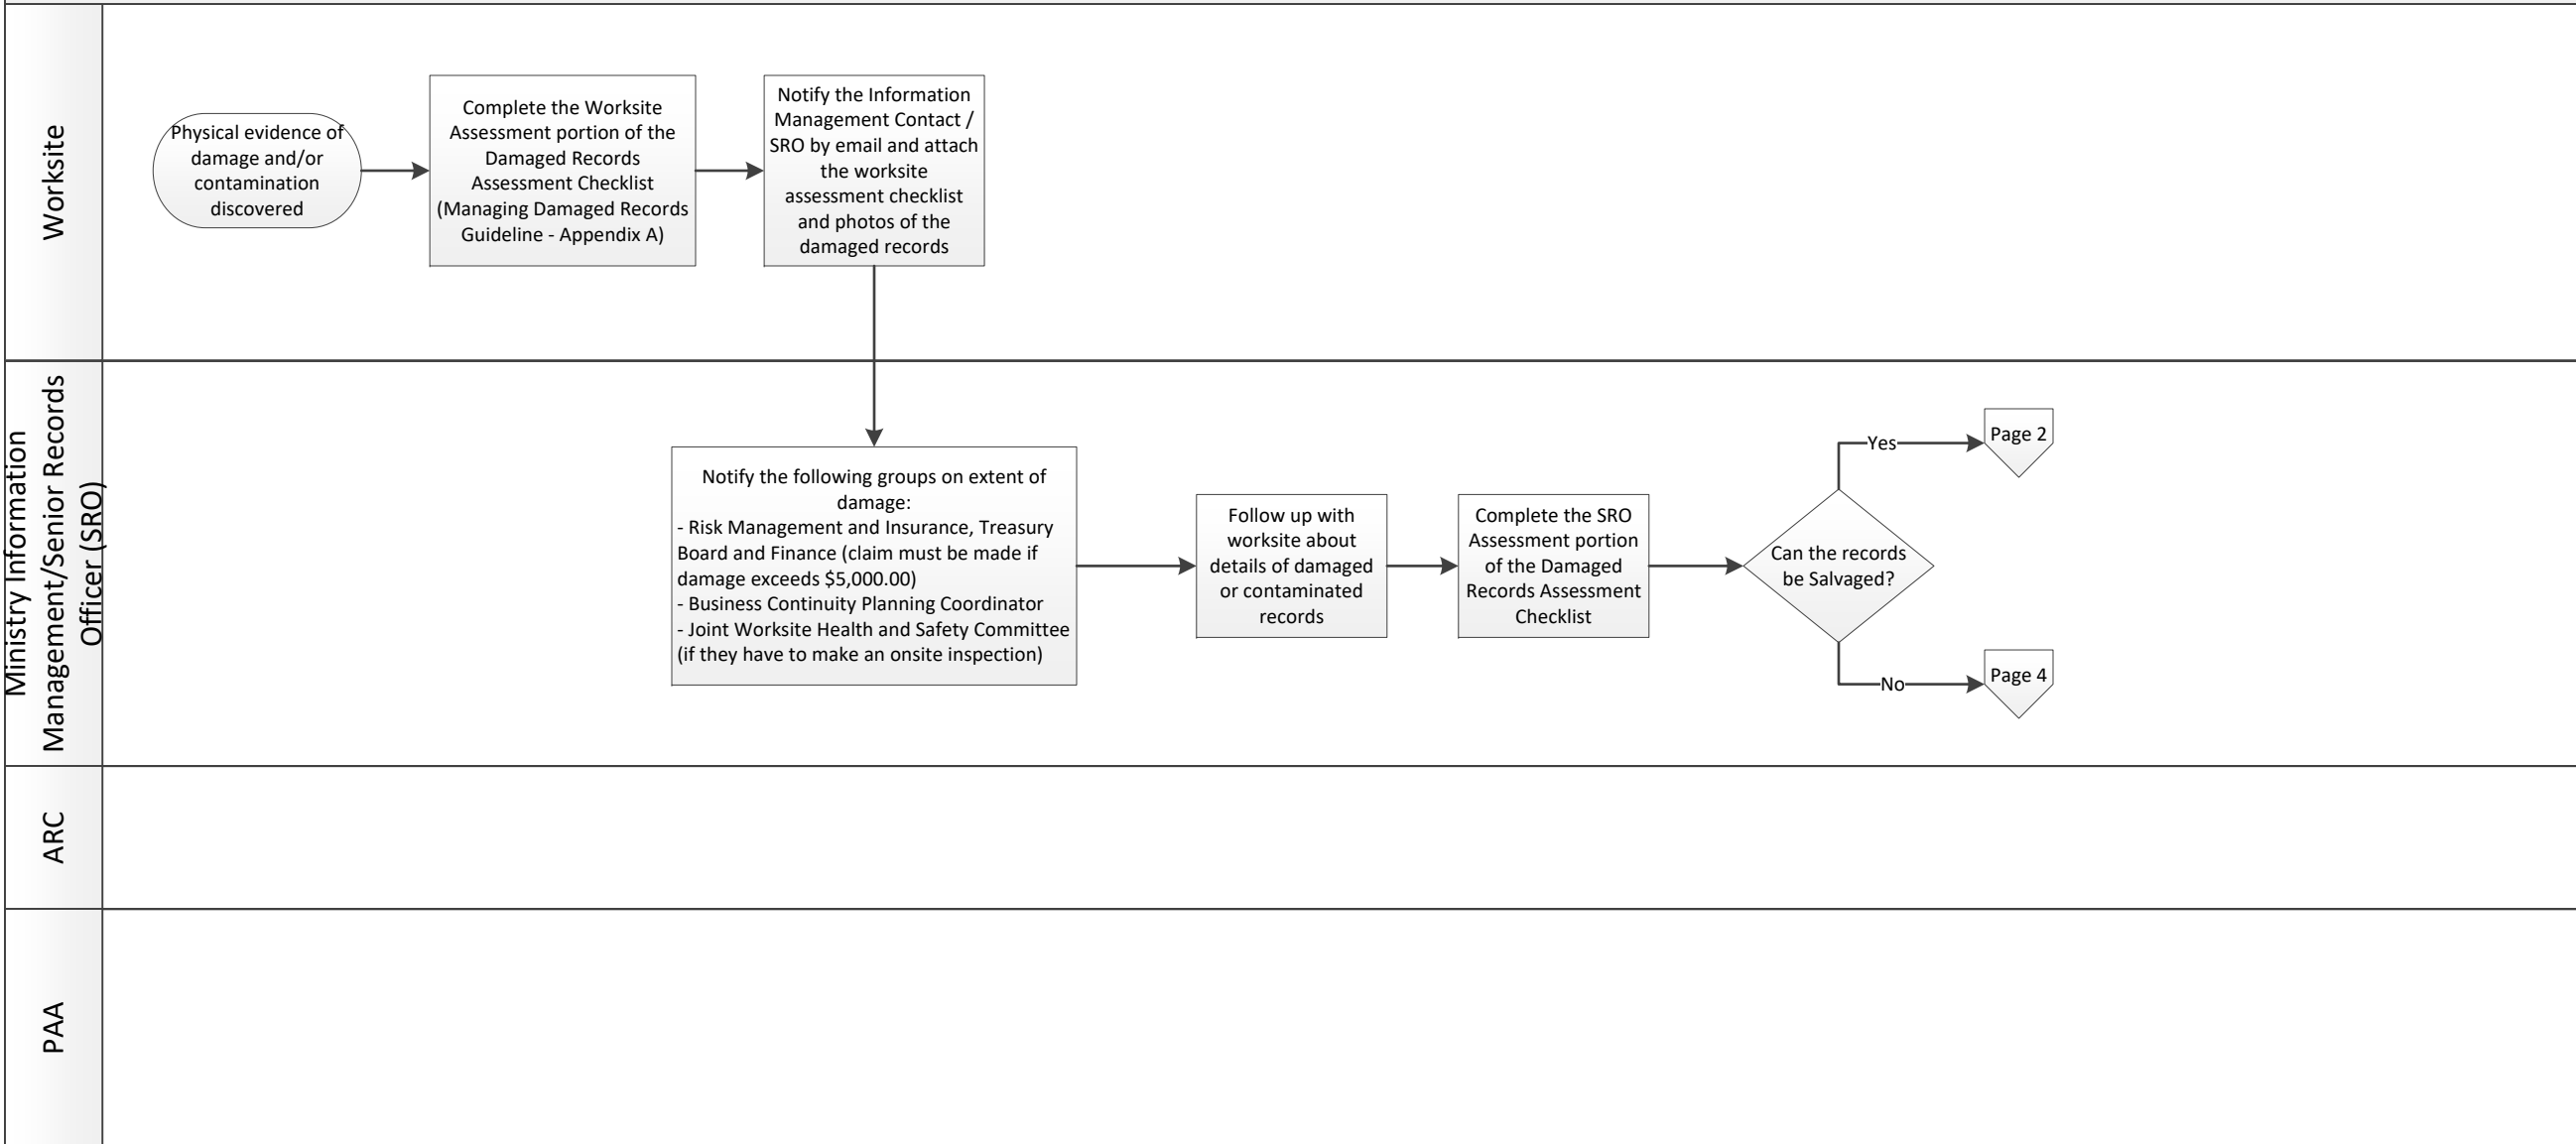 Worksite
Physical evidence of
damage and/or
contamination
discovered
Complete the Worksite
Assessment portion of the
Damaged Records
Assessment Checklist
(Managing Damaged Records
Guideline - Appendix A)
Notify the Information
Management Contact /
SRO by email and attach
the worksite
assessment checklist
and photos of the
damaged records
Ministry Information
Management/Senior Records
Officer (SRO)
Notify the following groups on extent of
damage:
- Risk Management and Insurance, Treasury
Board and Finance (claim must be made if
damage exceeds $5,000.00)
- Business Continuity Planning Coordinator
- Joint Worksite Health and Safety Committee
(if they have to make an onsite inspection)
Follow up with
worksite about
details of damaged
or contaminated
records
Complete the SRO
Assessment portion
of the Damaged
Records Assessment
Checklist
Can the records
be Salvaged?
Yes
Page 2
No
Page 4
ARC
PAA